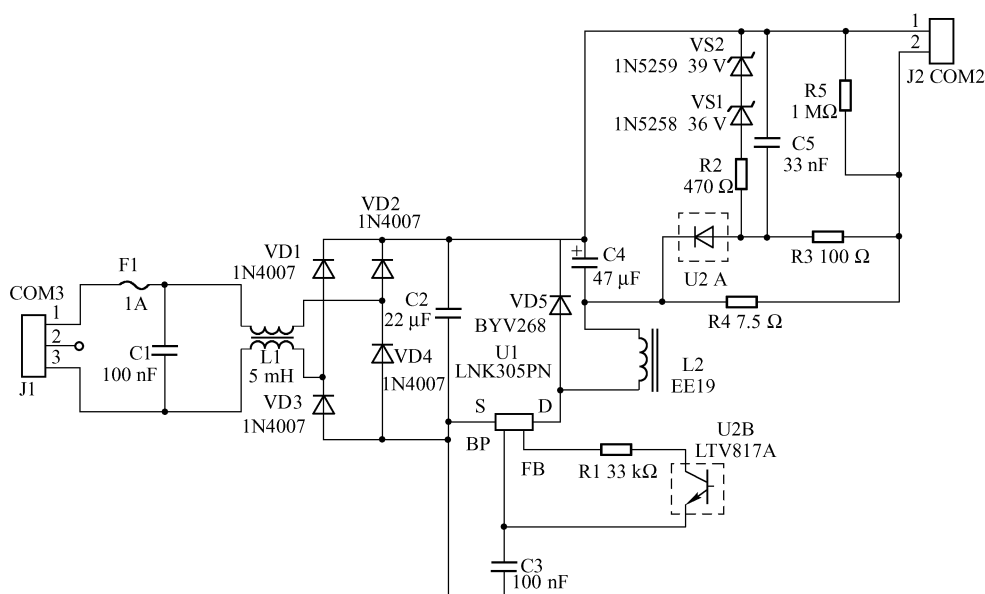 1
2
J2 COM2
VS2
1N5259 39 V
VS1
1N5258 36 V
R5
1 MΩ
C5
33 nF
R2
470 Ω
U2 A
R3 100 Ω
R4 7.5 Ω
VD2
1N4007
VD1
1N4007
+
C4
47 μF
F1
1A
COM3
1
2
3
J1
C1
100 nF
L1
5 mH
C2
22 μF
VD5
BYV268
U1
LNK305PN
VD4
1N4007
VD3
1N4007
L2
EE19
S
D
BP
FB
R1 33 kΩ
U2B
LTV817A
C3
100 nF